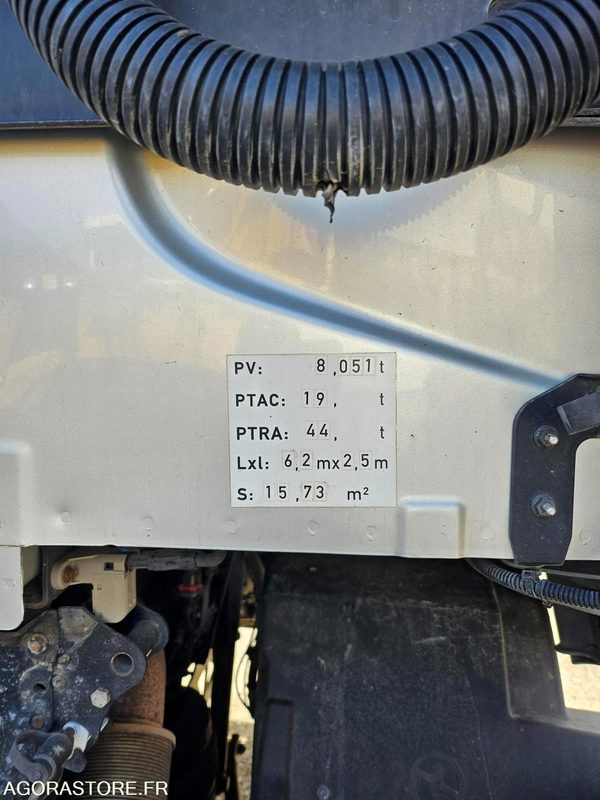 PV: 8,051 t
PTAC: 19, t
PTRA: 44, t
Lxl: 6,2 mx 2,5 m
S: 15,73 m²
AGORASTORE.FR